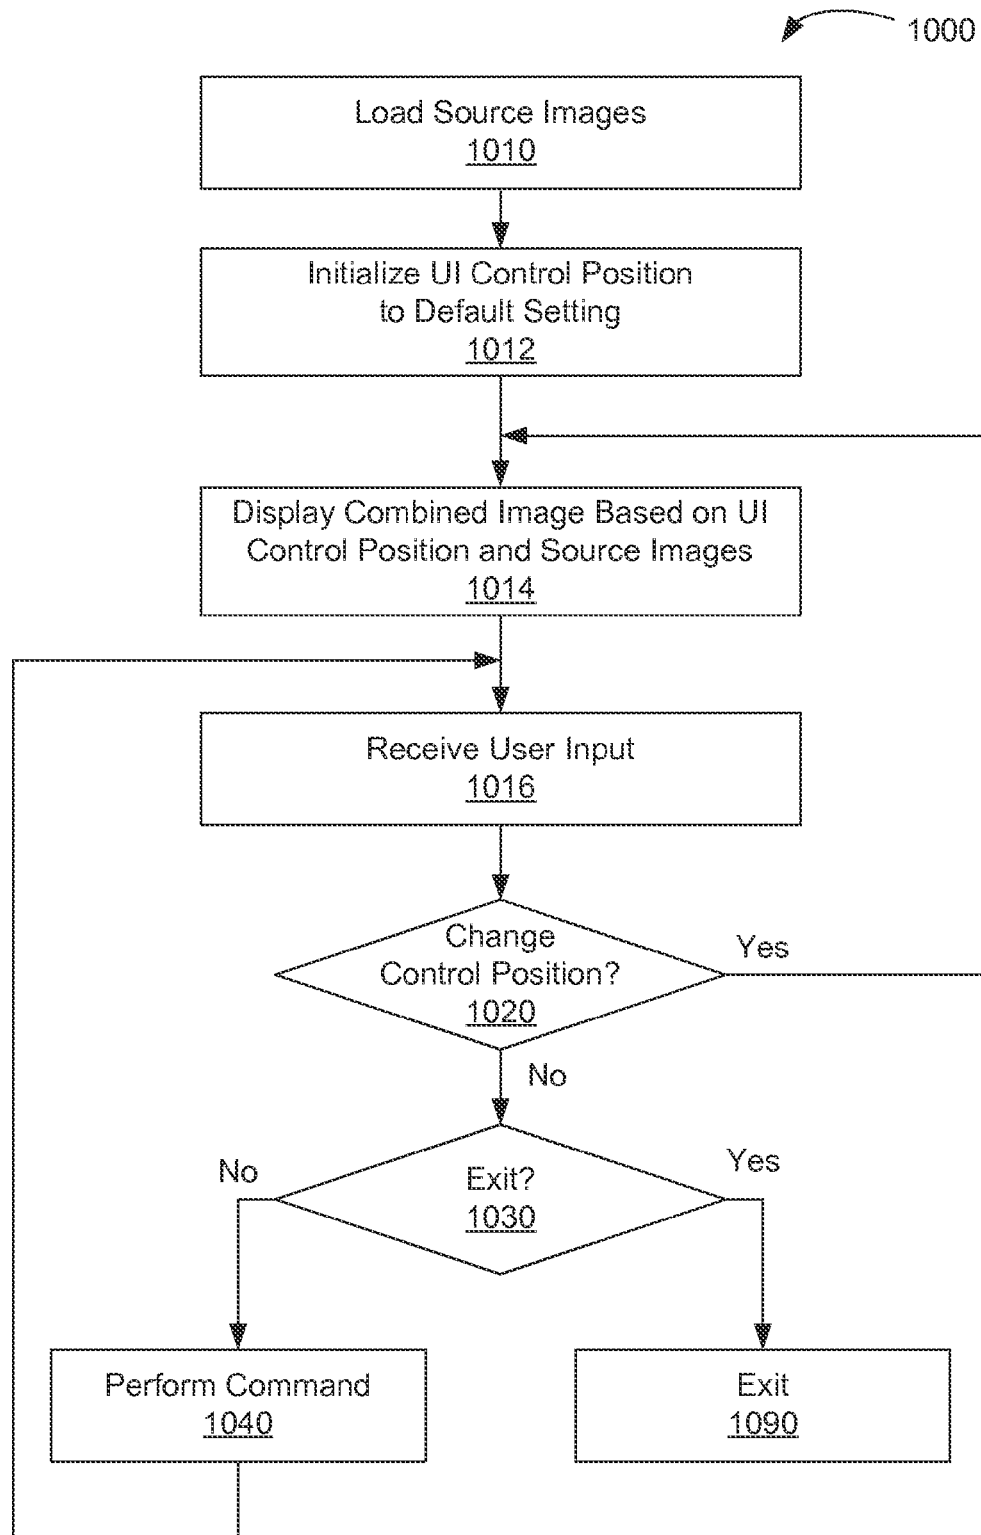 1000
Load Source Images
1010
Initialize UI Control Position
to Default Setting
1012
Display Combined Image Based on UI
Control Position and Source Images
1014
Receive User Input
1016
Change
Control Position?
1020
Yes
No
Exit?
1030
No
Yes
Perform Command
1040
Exit
1090